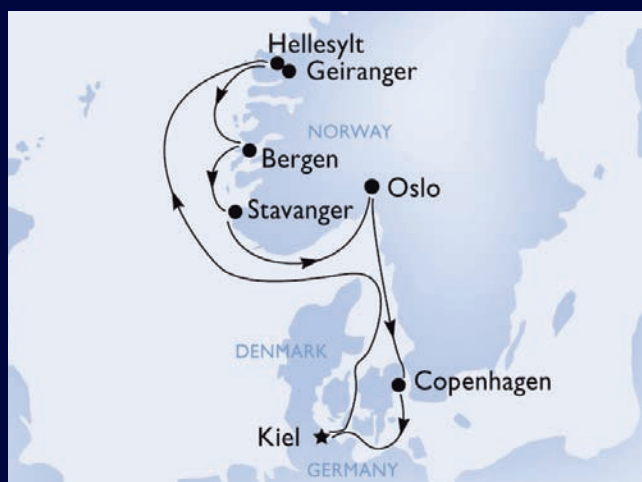 Hellesylt
Geiranger
NORWAY
Bergen
Oslo
Stavanger
DENMARK
Copenhagen
Kiel
GERMANY